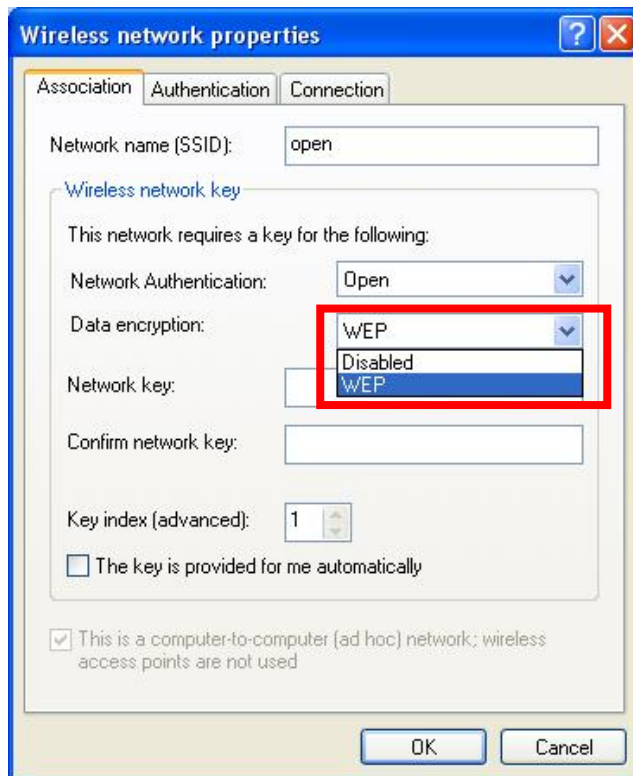 Wireless network properties
Association Authentication Connection
Network name (SSID): open
Wireless network key
This network requires a key for the following:
Network Authentication: Open
Data encryption: WEP
Disabled
Network key: WEP
Confirm network key:
Key index (advanced): 1
The key is provided for me automatically
This is a computer-to-computer (ad hoc) network; wireless
access points are not used
OK Cancel